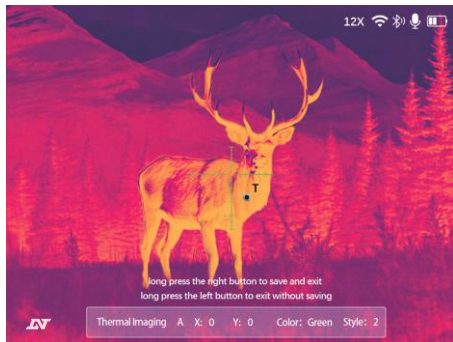 12X
T
long press the right button to save and exit
long press the left button to exit without saving
Thermal Imaging A X: 0 Y: 0 Color: Green Style: 2